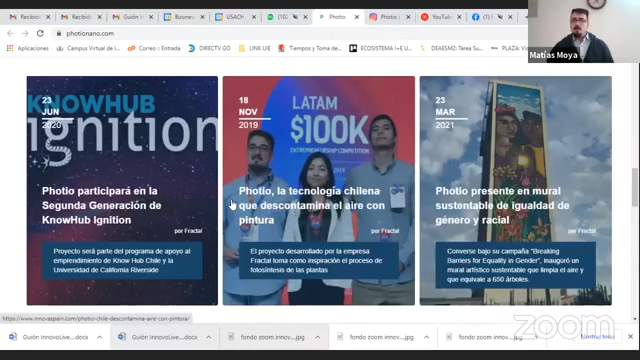 Recibido
Recibido
Guión In
Busines
USACH
Photio
Photio
YouTube
photionano.com
Aplicaciones
Campus Virtual de l
Correo :: Entrada
DIRECTV GO
LINK UIE
Tiempos y Toma de
ECOSISTEMA I+E U
DEAESM2: Tarea Su
PLAZA: Vic
Matías Moya
23
JUN
2020
KNOWHUB
ignition
Photio participará en la
Segunda Generación de
KnowHub Ignition
por Fractal
Proyecto será parte del programa de apoyo al
emprendimiento de Know Hub Chile y la
Universidad de California Riverside
18
NOV
2019
LATAM
$100K
ENTREPRENEURSHIP COMPETITION
Photio, la tecnología chilena
que descontamina el aire con
pintura
por Fractal
El proyecto desarrollado por la empresa
Fractal toma como inspiración el proceso de
fotosíntesis de las plantas
23
MAR
2021
Photio presente en mural
sustentable de igualdad de
género y racial
por Fractal
Converse bajo su campaña "Breaking
Barriers for Equality in Gender", inauguró un
mural artístico sustentable que limpia el aire y
que equivale a 650 árboles.
https://www.innovaspain.com/photio-chile-descontamina-aire-con-pintura/
Guión InnovaLive....docx
Guión InnovaLive....docx
fondo zoom innov....jpg
fondo zoom innov....jpg
fondo zoom innov....jpg
Mostrar todo
zoom